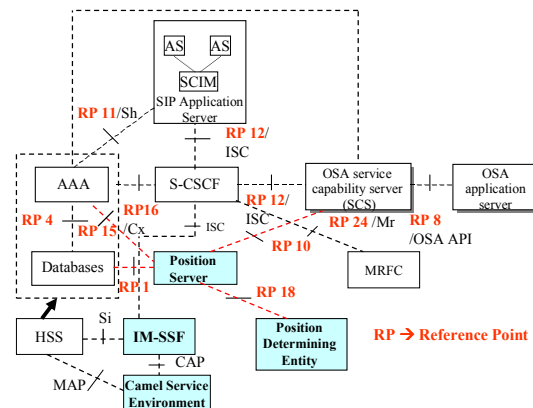 AS
AS
SCIM
SIP Application
Server
RP 11/Sh
RP 12/
ISC
AAA
S-CSCF
OSA service
capability server
(SCS)
OSA
application
server
RP 4
RP16
RP 15/Cx
ISC
RP 12/
ISC
RP 24/Mr
RP 8
/OSA API
RP 10
Databases
RP 1
Position
Server
MRFC
RP 18
HSS
Si
IM-SSF
Position
Determining
Entity
RP → Reference Point
CAP
MAP
Camel Service
Environment